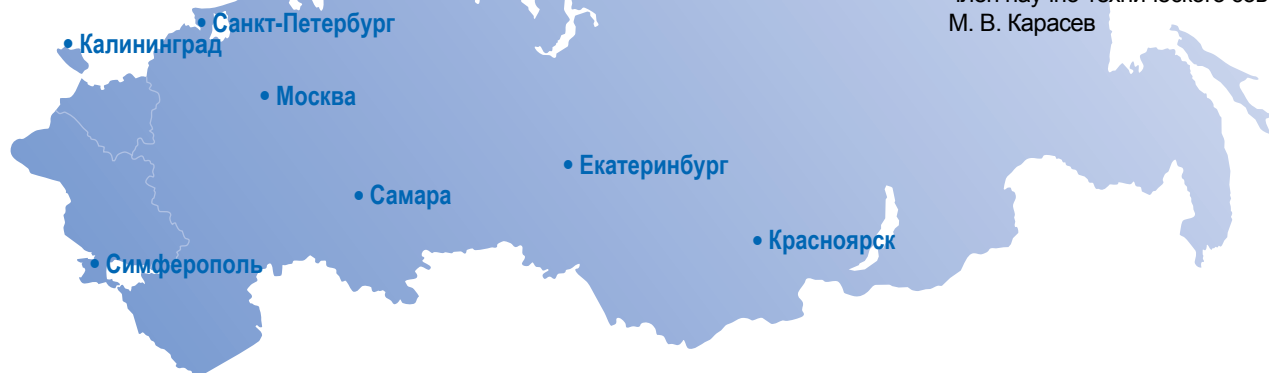 М. В. Карасев
• Санкт-Петербург
• Калининград
• Москва
• Екатеринбург
• Самара
• Красноярск
• Симферополь